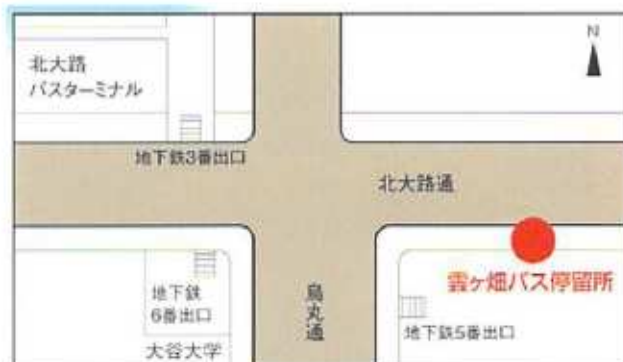 N
北大路
バスターミナル
地下鉄3番出口
北大路通
雲ヶ畑バス停留所
地下鉄
6番出口
烏丸通
地下鉄5番出口
大谷大学